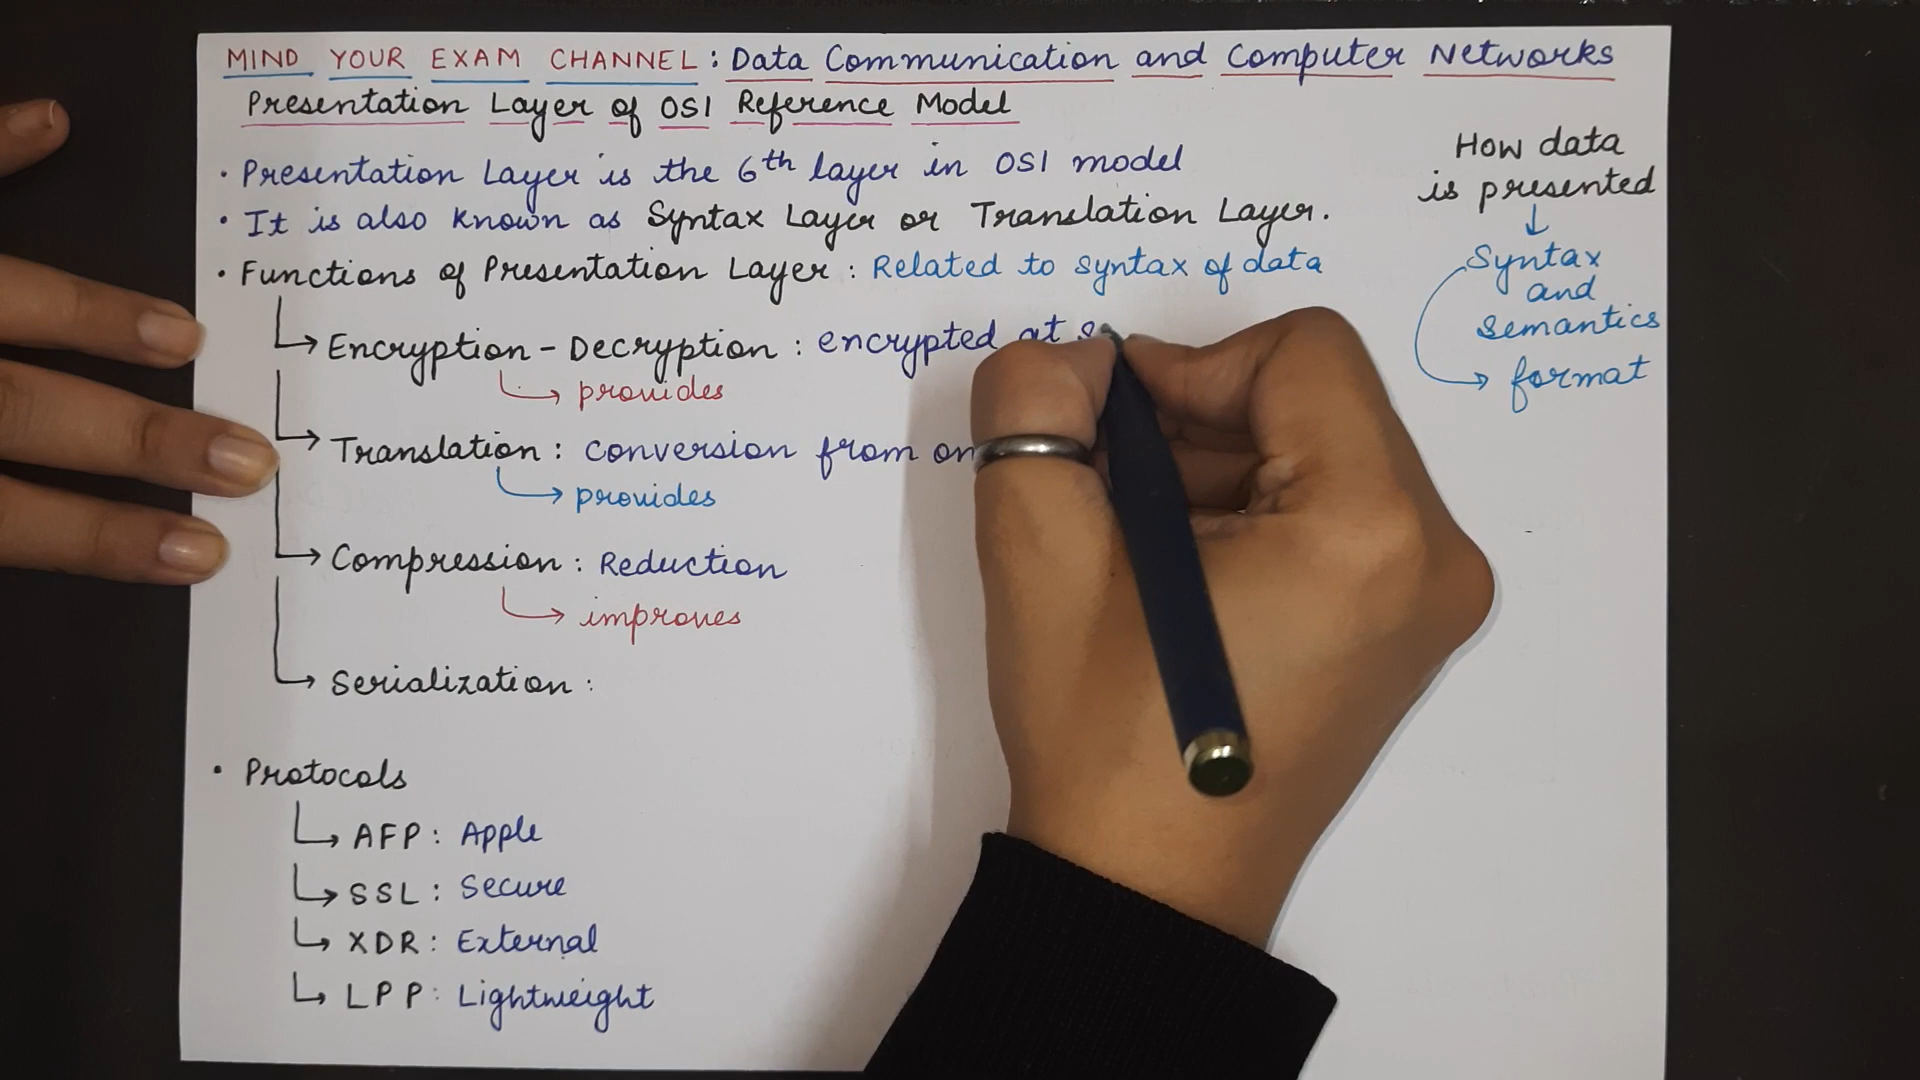 MIND YOUR EXAM CHANNEL : Data Communication and Computer Networks
Presentation Layer of OSI Reference Model
• Presentation Layer is the 6th layer in OSI model
• It is also known as Syntax Layer or Translation Layer.
• Functions of Presentation Layer : Related to syntax of data
Encryption - Decryption : encrypted at
provides
Translation : Conversion from
provides
Compression : Reduction
improves
Serialization :
• Protocols
AFP : Apple
SSL : Secure
XDR : External
LPP : Lightweight
How data
is presented
Syntax
and
semantics
format